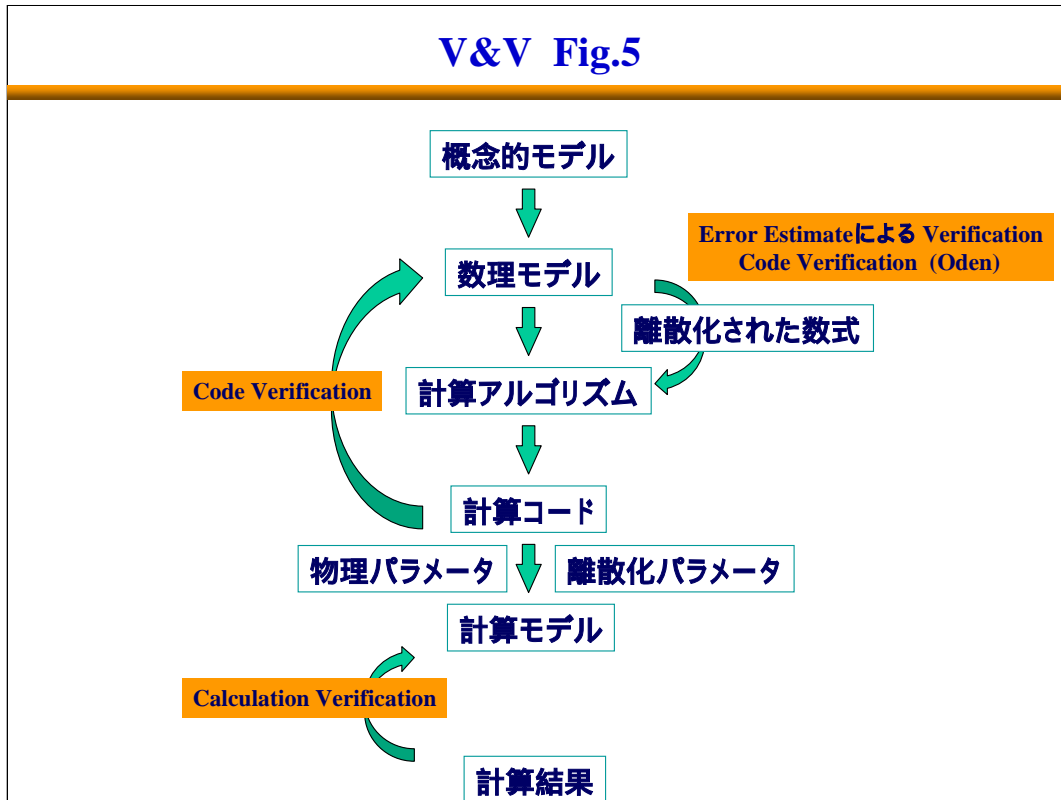 V&V Fig.5
概念的モデル
Error Estimateによる Verification
Code Verification (Oden)
数理モデル
離散化された数式
Code Verification
計算アルゴリズム
計算コード
物理パラメータ
離散化パラメータ
計算モデル
Calculation Verification
計算結果